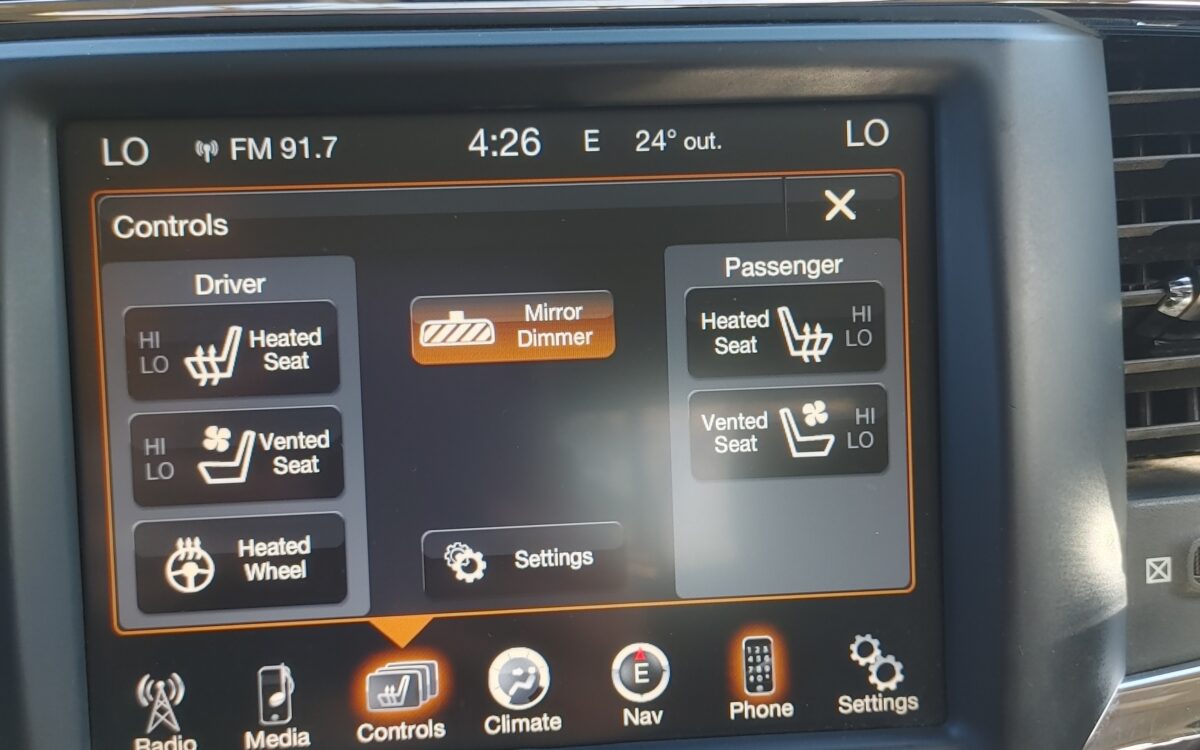 LO FM 91.7 4:26 E 24° out. LO
Controls
Driver
HI
LO
Heated
Seat
HI
LO
Vented
Seat
Heated
Wheel
Mirror
Dimmer
Settings
Passenger
Heated
Seat
HI
LO
Vented
Seat
HI
LO
Radio
Media
Controls
Climate
E
Nav
Phone
Settings